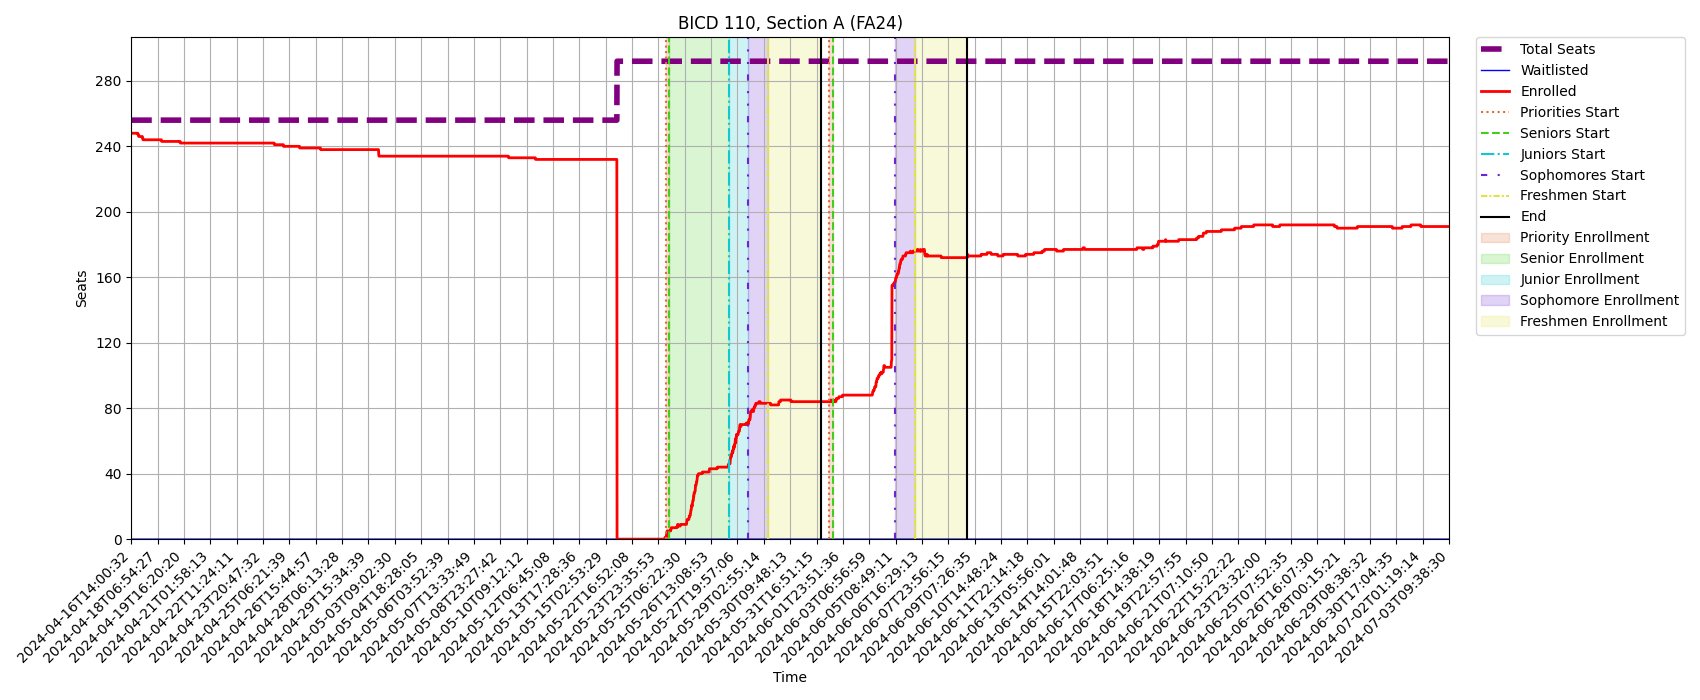 BICD 110, Section A (FA24)
Seats
280
240
200
160
120
80
40
0
2024-04-16T14:00:32
2024-04-18T06:54:27
2024-04-19T16:20:20
2024-04-21T01:58:13
2024-04-22T11:24:11
2024-04-23T20:47:32
2024-04-25T06:21:39
2024-04-26T15:44:57
2024-04-28T06:13:28
2024-04-29T15:34:39
2024-05-03T09:02:30
2024-05-04T18:28:05
2024-05-06T03:52:39
2024-05-07T13:33:49
2024-05-08T23:27:42
2024-05-10T09:12:12
2024-05-12T06:45:08
2024-05-13T17:28:36
2024-05-15T02:53:29
2024-05-22T16:52:08
2024-05-23T23:35:53
2024-05-25T06:22:30
2024-05-26T13:08:53
2024-05-27T19:57:06
2024-05-29T02:55:14
2024-05-30T09:48:13
2024-05-31T16:51:15
2024-06-01T23:51:36
2024-06-03T06:56:59
2024-06-05T08:49:11
2024-06-06T16:29:13
2024-06-07T23:56:15
2024-06-09T07:26:35
2024-06-10T14:48:24
2024-06-11T22:14:18
2024-06-13T05:56:01
2024-06-14T14:01:48
2024-06-15T22:03:51
2024-06-17T06:25:16
2024-06-18T14:38:19
2024-06-19T22:57:55
2024-06-21T07:10:50
2024-06-22T15:22:22
2024-06-23T23:32:00
2024-06-25T07:52:35
2024-06-26T16:07:30
2024-06-28T00:15:21
2024-06-29T08:38:32
2024-06-30T17:04:35
2024-07-02T01:19:14
2024-07-03T09:38:30
Time
Total Seats
Waitlisted
Enrolled
Priorities Start
Seniors Start
Juniors Start
Sophomores Start
Freshmen Start
End
Priority Enrollment
Senior Enrollment
Junior Enrollment
Sophomore Enrollment
Freshmen Enrollment